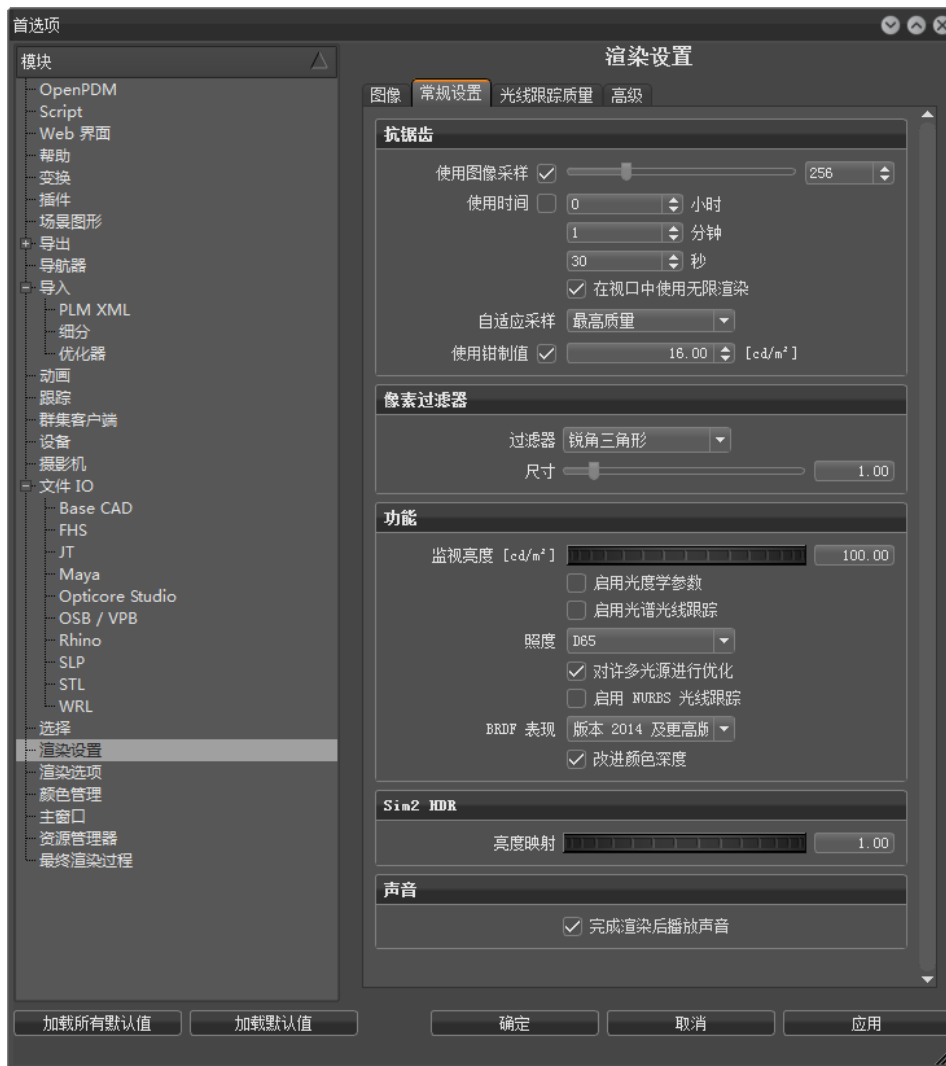 首选项
模块
OpenPDM
Script
Web 界面
帮助
变换
插件
场景图形
导出
导航器
导入
PLM XML
细分
优化器
动画
跟踪
群集客户端
设备
摄影机
文件 IO
Base CAD
FHS
JT
Maya
Opticore Studio
OSB / VPB
Rhino
SLP
STL
WRL
选择
渲染设置
渲染选项
颜色管理
主窗口
资源管理器
最终渲染过程
渲染设置
图像 常规设置 光线跟踪质量 高级
抗锯齿
使用图像采样 256
使用时间 0 小时
1 分钟
30 秒
在视口中使用无限渲染
自适应采样 最高质量
使用钳制值 16.00 [cd/m²]
像素过滤器
过滤器 锐角三角形
尺寸 1.00
功能
监视亮度 [cd/m²] 100.00
启用光度学参数
启用光谱光线跟踪
照度 D65
对许多光源进行优化
启用 NURBS 光线跟踪
BRDF 表现 版本 2014 及更高版
改进颜色深度
Sim2 HDR
亮度映射 1.00
声音
完成渲染后播放声音
加载所有默认值 加载默认值 确定 取消 应用